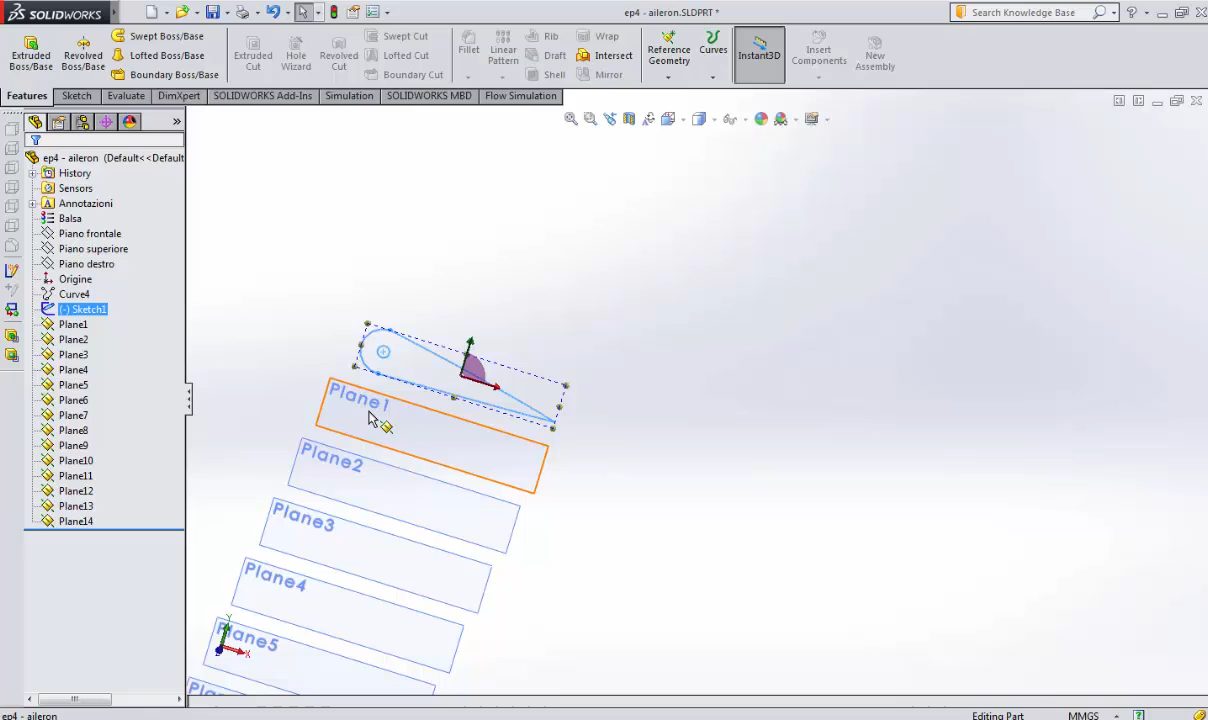 SOLIDWORKS
ep4 - aileron.SLDPRT *
Search Knowledge Base
Extruded Boss/Base
Revolved Boss/Base
Swept Boss/Base
Lofted Boss/Base
Boundary Boss/Base
Extruded Cut
Hole Wizard
Revolved Cut
Swept Cut
Lofted Cut
Boundary Cut
Fillet
Linear Pattern
Rib
Draft
Shell
Wrap
Intersect
Mirror
Reference Geometry
Curves
Instant3D
Insert Components
New Assembly
Features
Sketch
Evaluate
DimXpert
SOLIDWORKS Add-Ins
Simulation
SOLIDWORKS MBD
Flow Simulation
ep4 - aileron (Default<<Default
History
Sensors
Annotazioni
Balsa
Piano frontale
Piano superiore
Piano destro
Origine
Curve4
(-) Sketch1
Plane1
Plane2
Plane3
Plane4
Plane5
Plane6
Plane7
Plane8
Plane9
Plane10
Plane11
Plane12
Plane13
Plane14
Plane1
Plane2
Plane3
Plane4
Plane5
Y
X
ep4 - aileron
Editing Part
MMGS